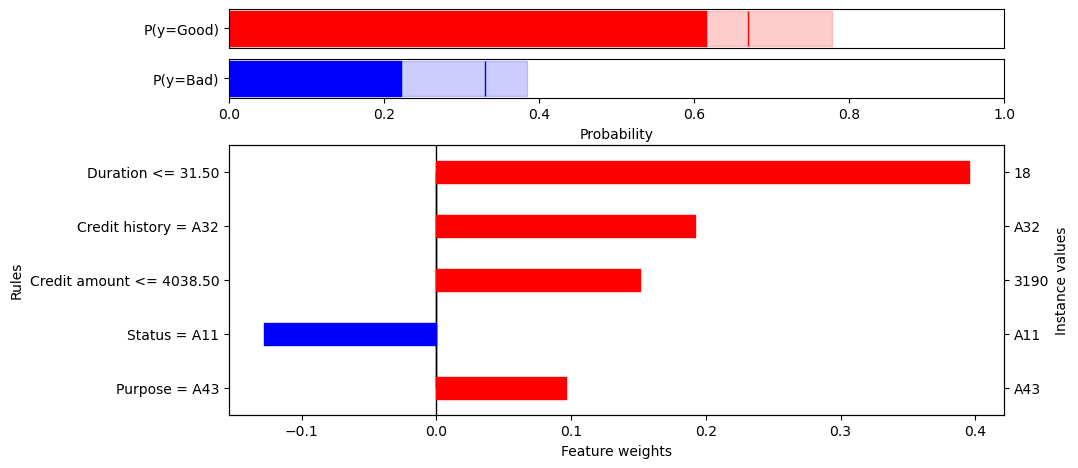 P(y=Good)
P(y=Bad)
0.0 0.2 0.4 0.6 0.8 1.0
Probability
Duration <= 31.50 18
Credit history = A32 A32
Credit amount <= 4038.50 3190
Status = A11 A11
Purpose = A43 A43
Rules
Instance values
−0.1 0.0 0.1 0.2 0.3 0.4
Feature weights